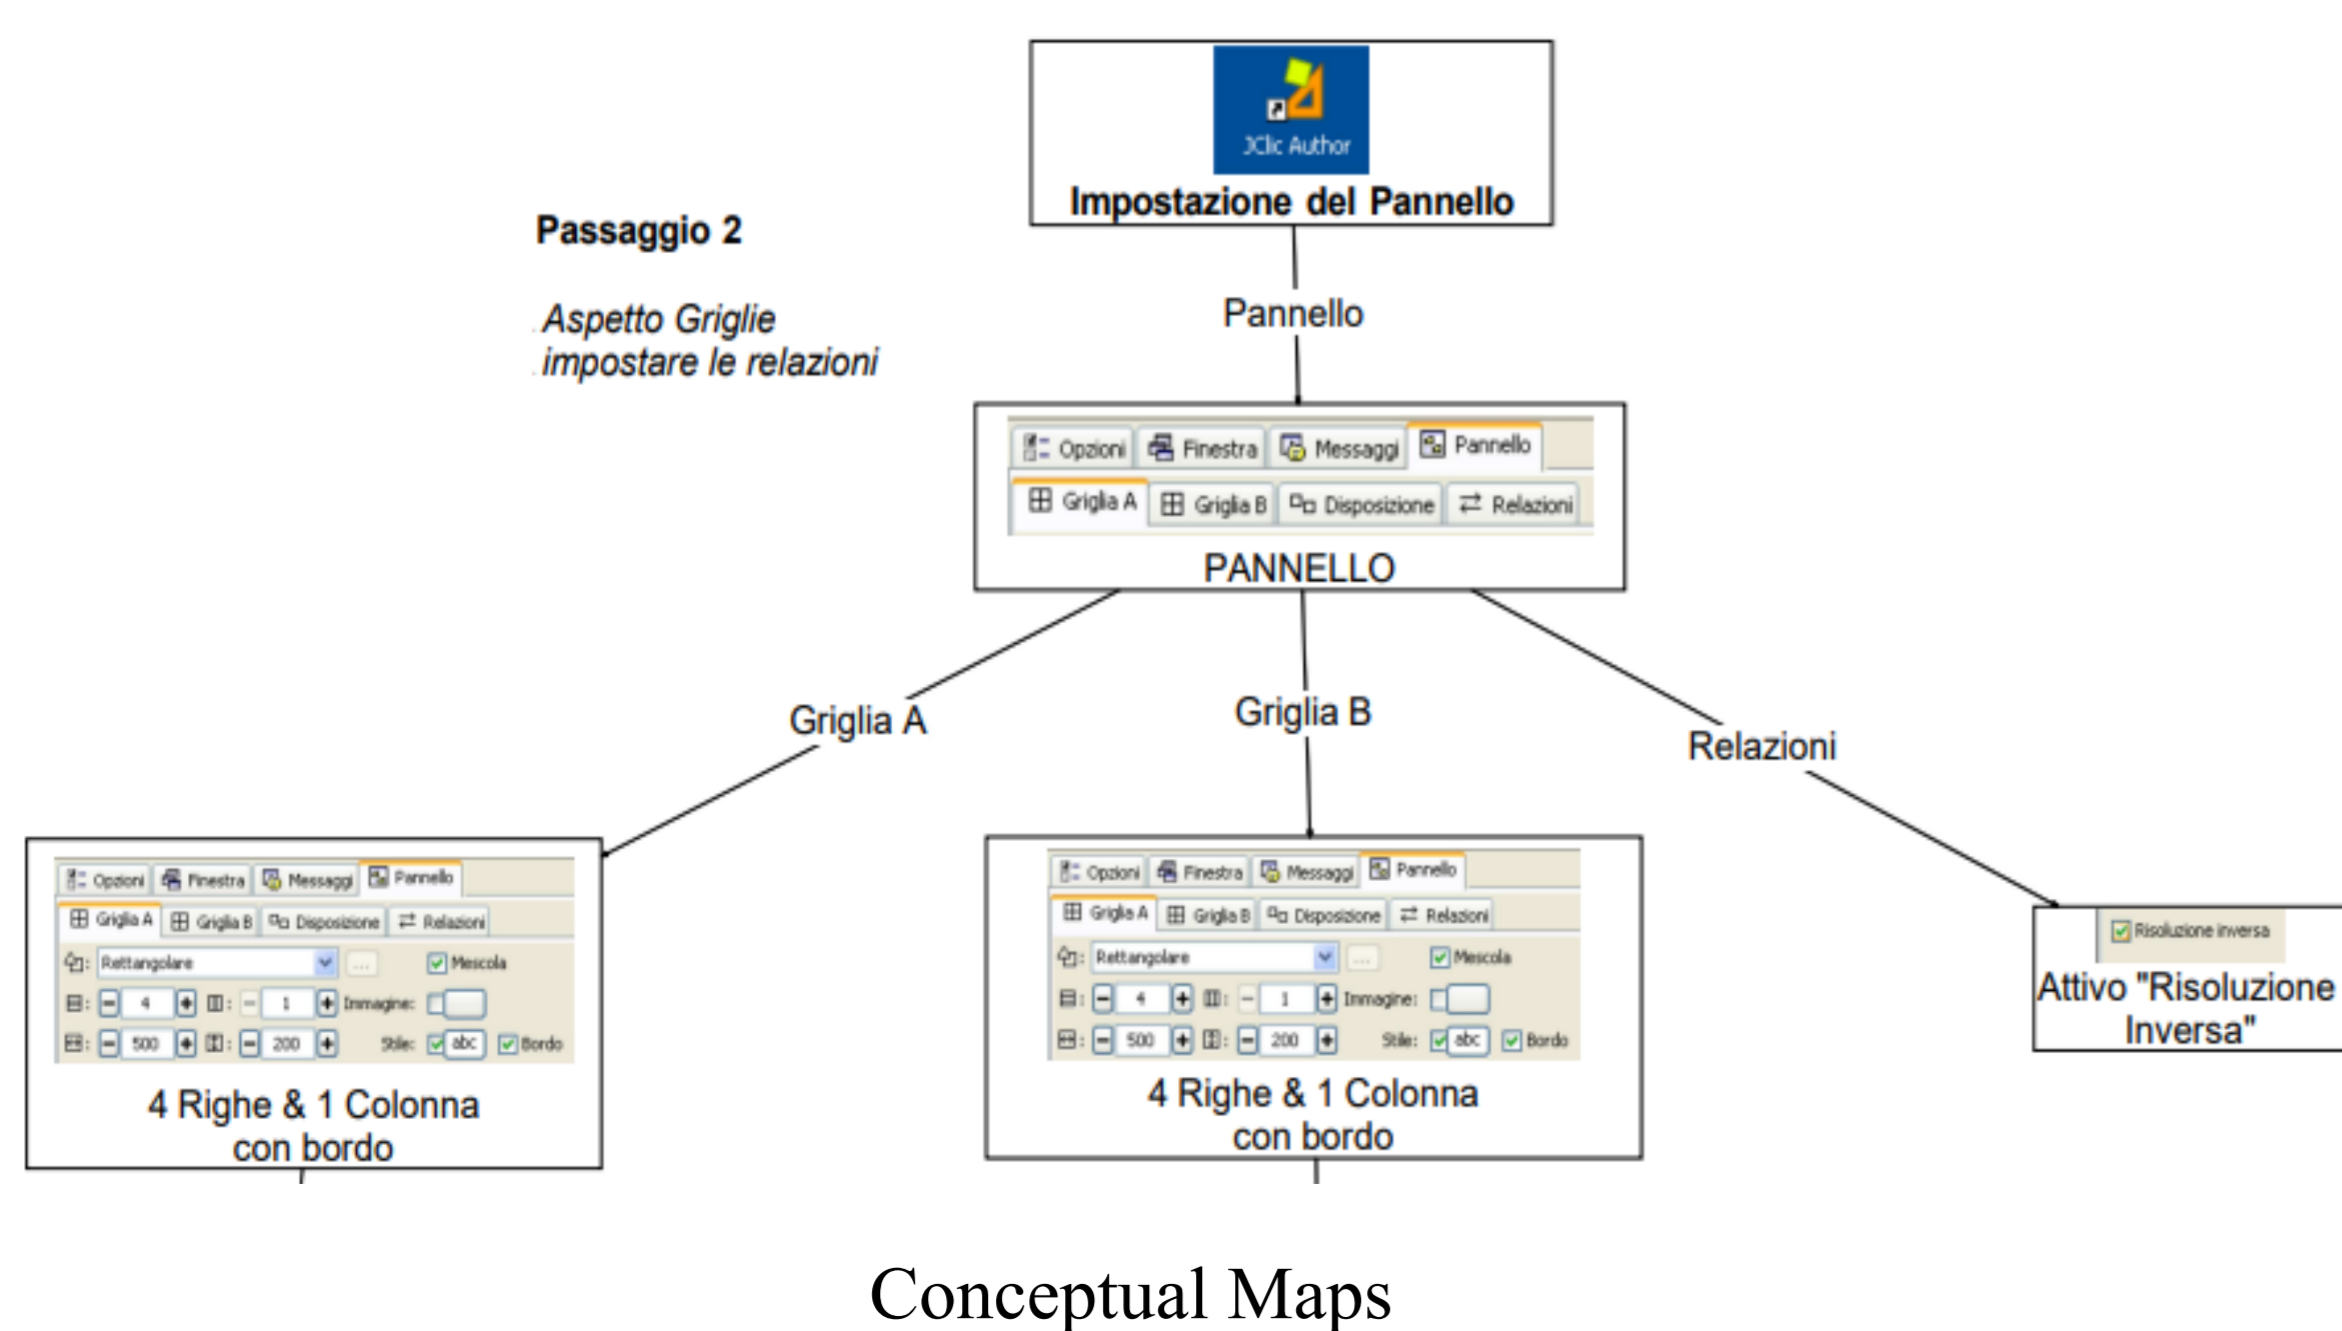 JClic Author
Impostazione del Pannello
Passaggio 2
Aspetto Griglie
impostare le relazioni
Pannello
Opzioni Finestra Messaggi Pannello
Griglia A Griglia B Disposizione Relazioni
PANNELLO
Griglia A
Griglia B
Relazioni
Opzioni Finestra Messaggi Pannello
Griglia A Griglia B Disposizione Relazioni
Rettangolare ... Mescola
4 1 Immagine:
500 200 Stile: abc Bordo
4 Righe & 1 Colonna
con bordo
Opzioni Finestra Messaggi Pannello
Griglia A Griglia B Disposizione Relazioni
Rettangolare ... Mescola
4 1 Immagine:
500 200 Stile: abc Bordo
4 Righe & 1 Colonna
con bordo
Risoluzione inversa
Attivo "Risoluzione
Inversa"
Conceptual Maps